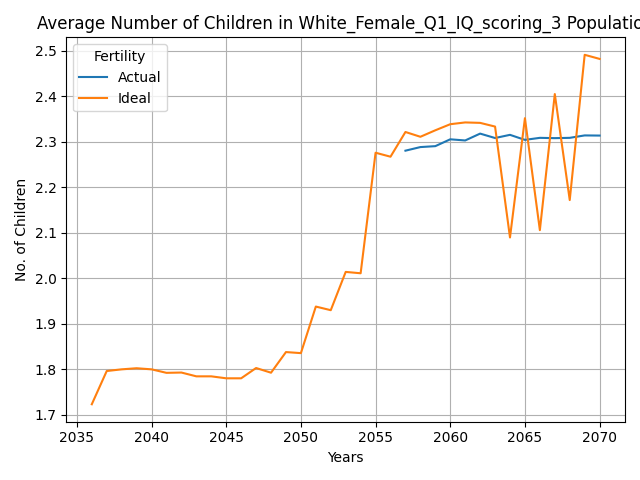 Average Number of Children in White_Female_Q1_IQ_scoring_3 Populatio
Fertility
Actual
Ideal
2.5
2.4
2.3
2.2
2.1
2.0
1.9
1.8
1.7
No. of Children
2035 2040 2045 2050 2055 2060 2065 2070
Years